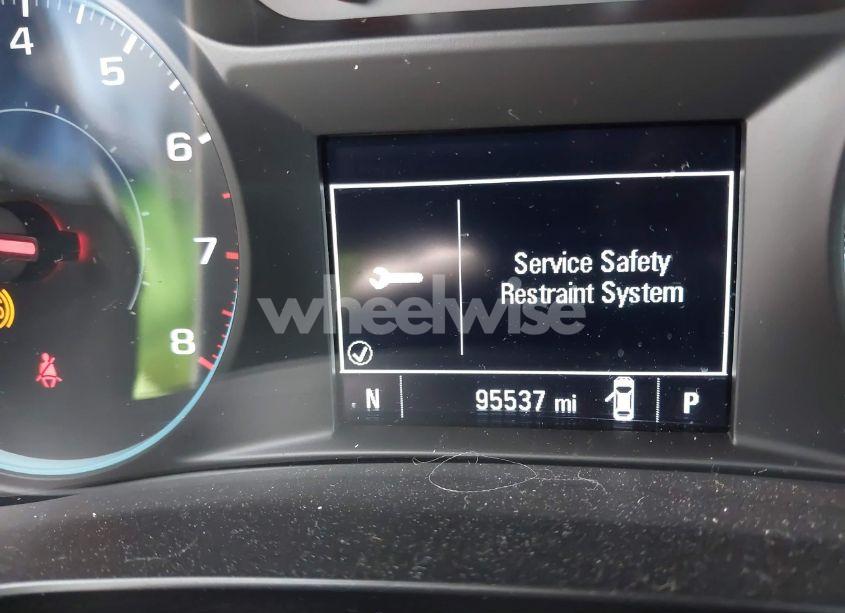 4
5
6
7
8
Service Safety
Restraint System
wheelwise
N 95537 mi P